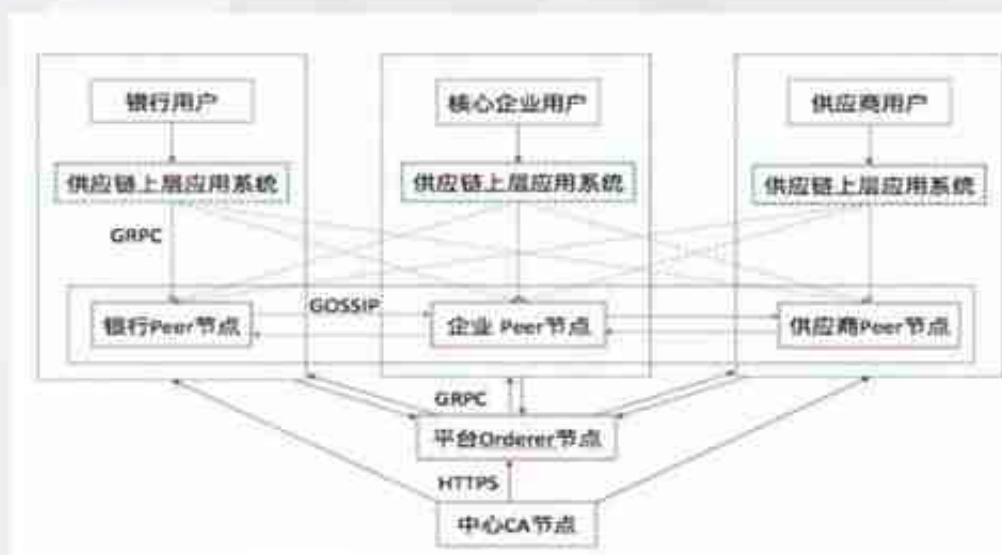 银行用户 核心企业用户 供应商用户
供应链上层应用系统 供应链上层应用系统 供应链上层应用系统
GRPC
GOSSIP
银行Peer节点 企业 Peer节点 供应商Peer节点
GRPC
平台Orderer节点
HTTPS
中心CA节点